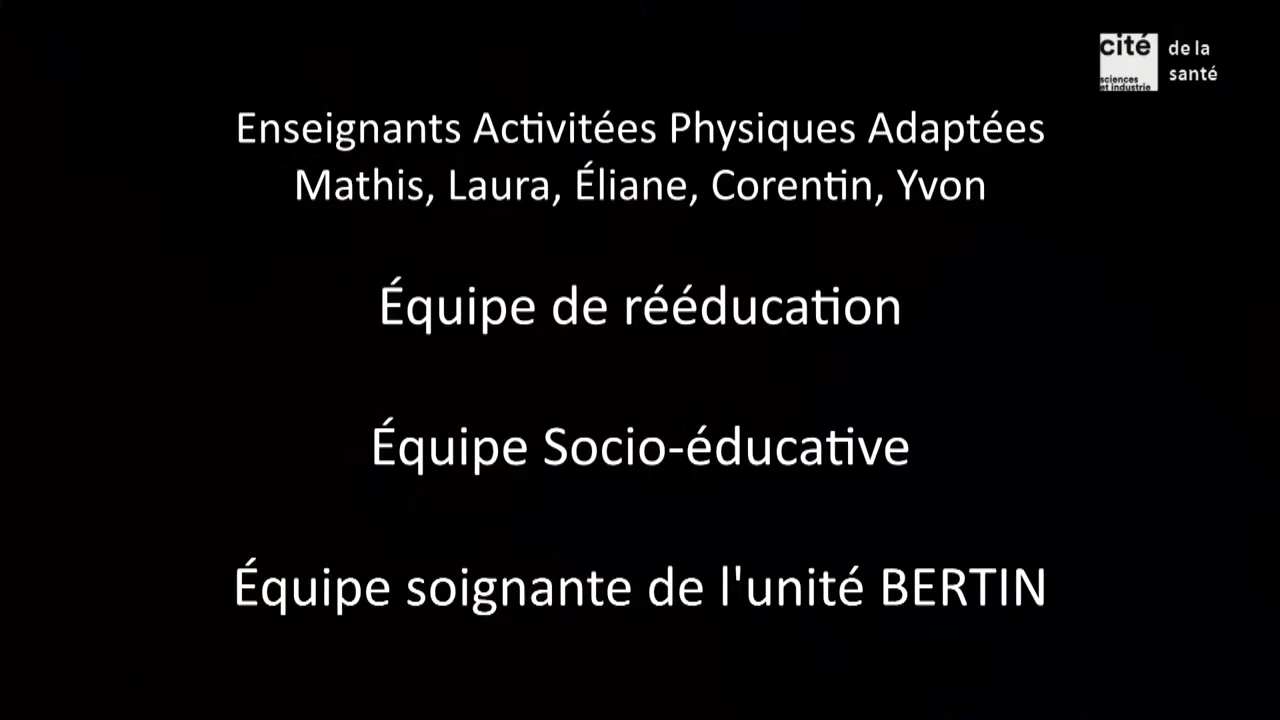 cité
de la
santé
sciences
et industrie
Enseignants Activitées Physiques Adaptées
Mathis, Laura, Éliane, Corentin, Yvon
Équipe de rééducation
Équipe Socio-éducative
Équipe soignante de l'unité BERTIN